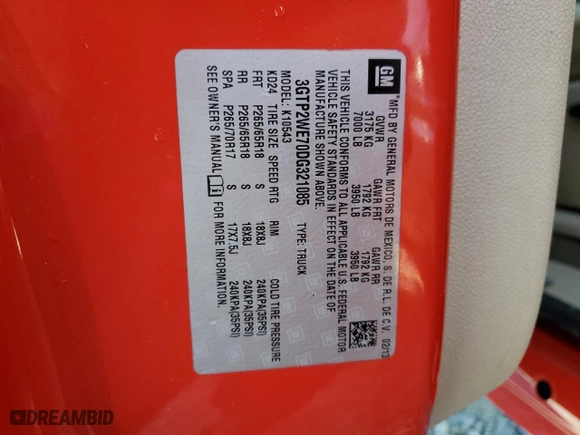 GM
MFD BY GENERAL MOTORS DE MEXICO, S. DE R.L. DE C.V. 02/13
GVWR GAWR FRT GAWR RR
3175 KG 1792 KG 1792 KG
7000 LB 3950 LB 3950 LB
THIS VEHICLE CONFORMS TO ALL APPLICABLE U.S. FEDERAL MOTOR
VEHICLE SAFETY STANDARDS IN EFFECT ON THE DATE OF
MANUFACTURE SHOWN ABOVE.
3GTP2WE70DG321085 TYPE: TRUCK
MODEL: K10543
KD24 TIRE SIZE SPEED RTG RIM COLD TIRE PRESSURE
FRT P265/65R18 S 18X8J 240KPA(35PSI)
RR P265/65R18 S 18X8J 240KPA(35PSI)
SPA P265/70R17 S 17X7.5J 240KPA(35PSI)
SEE OWNER'S MANUAL FOR MORE INFORMATION.
DREAMBID